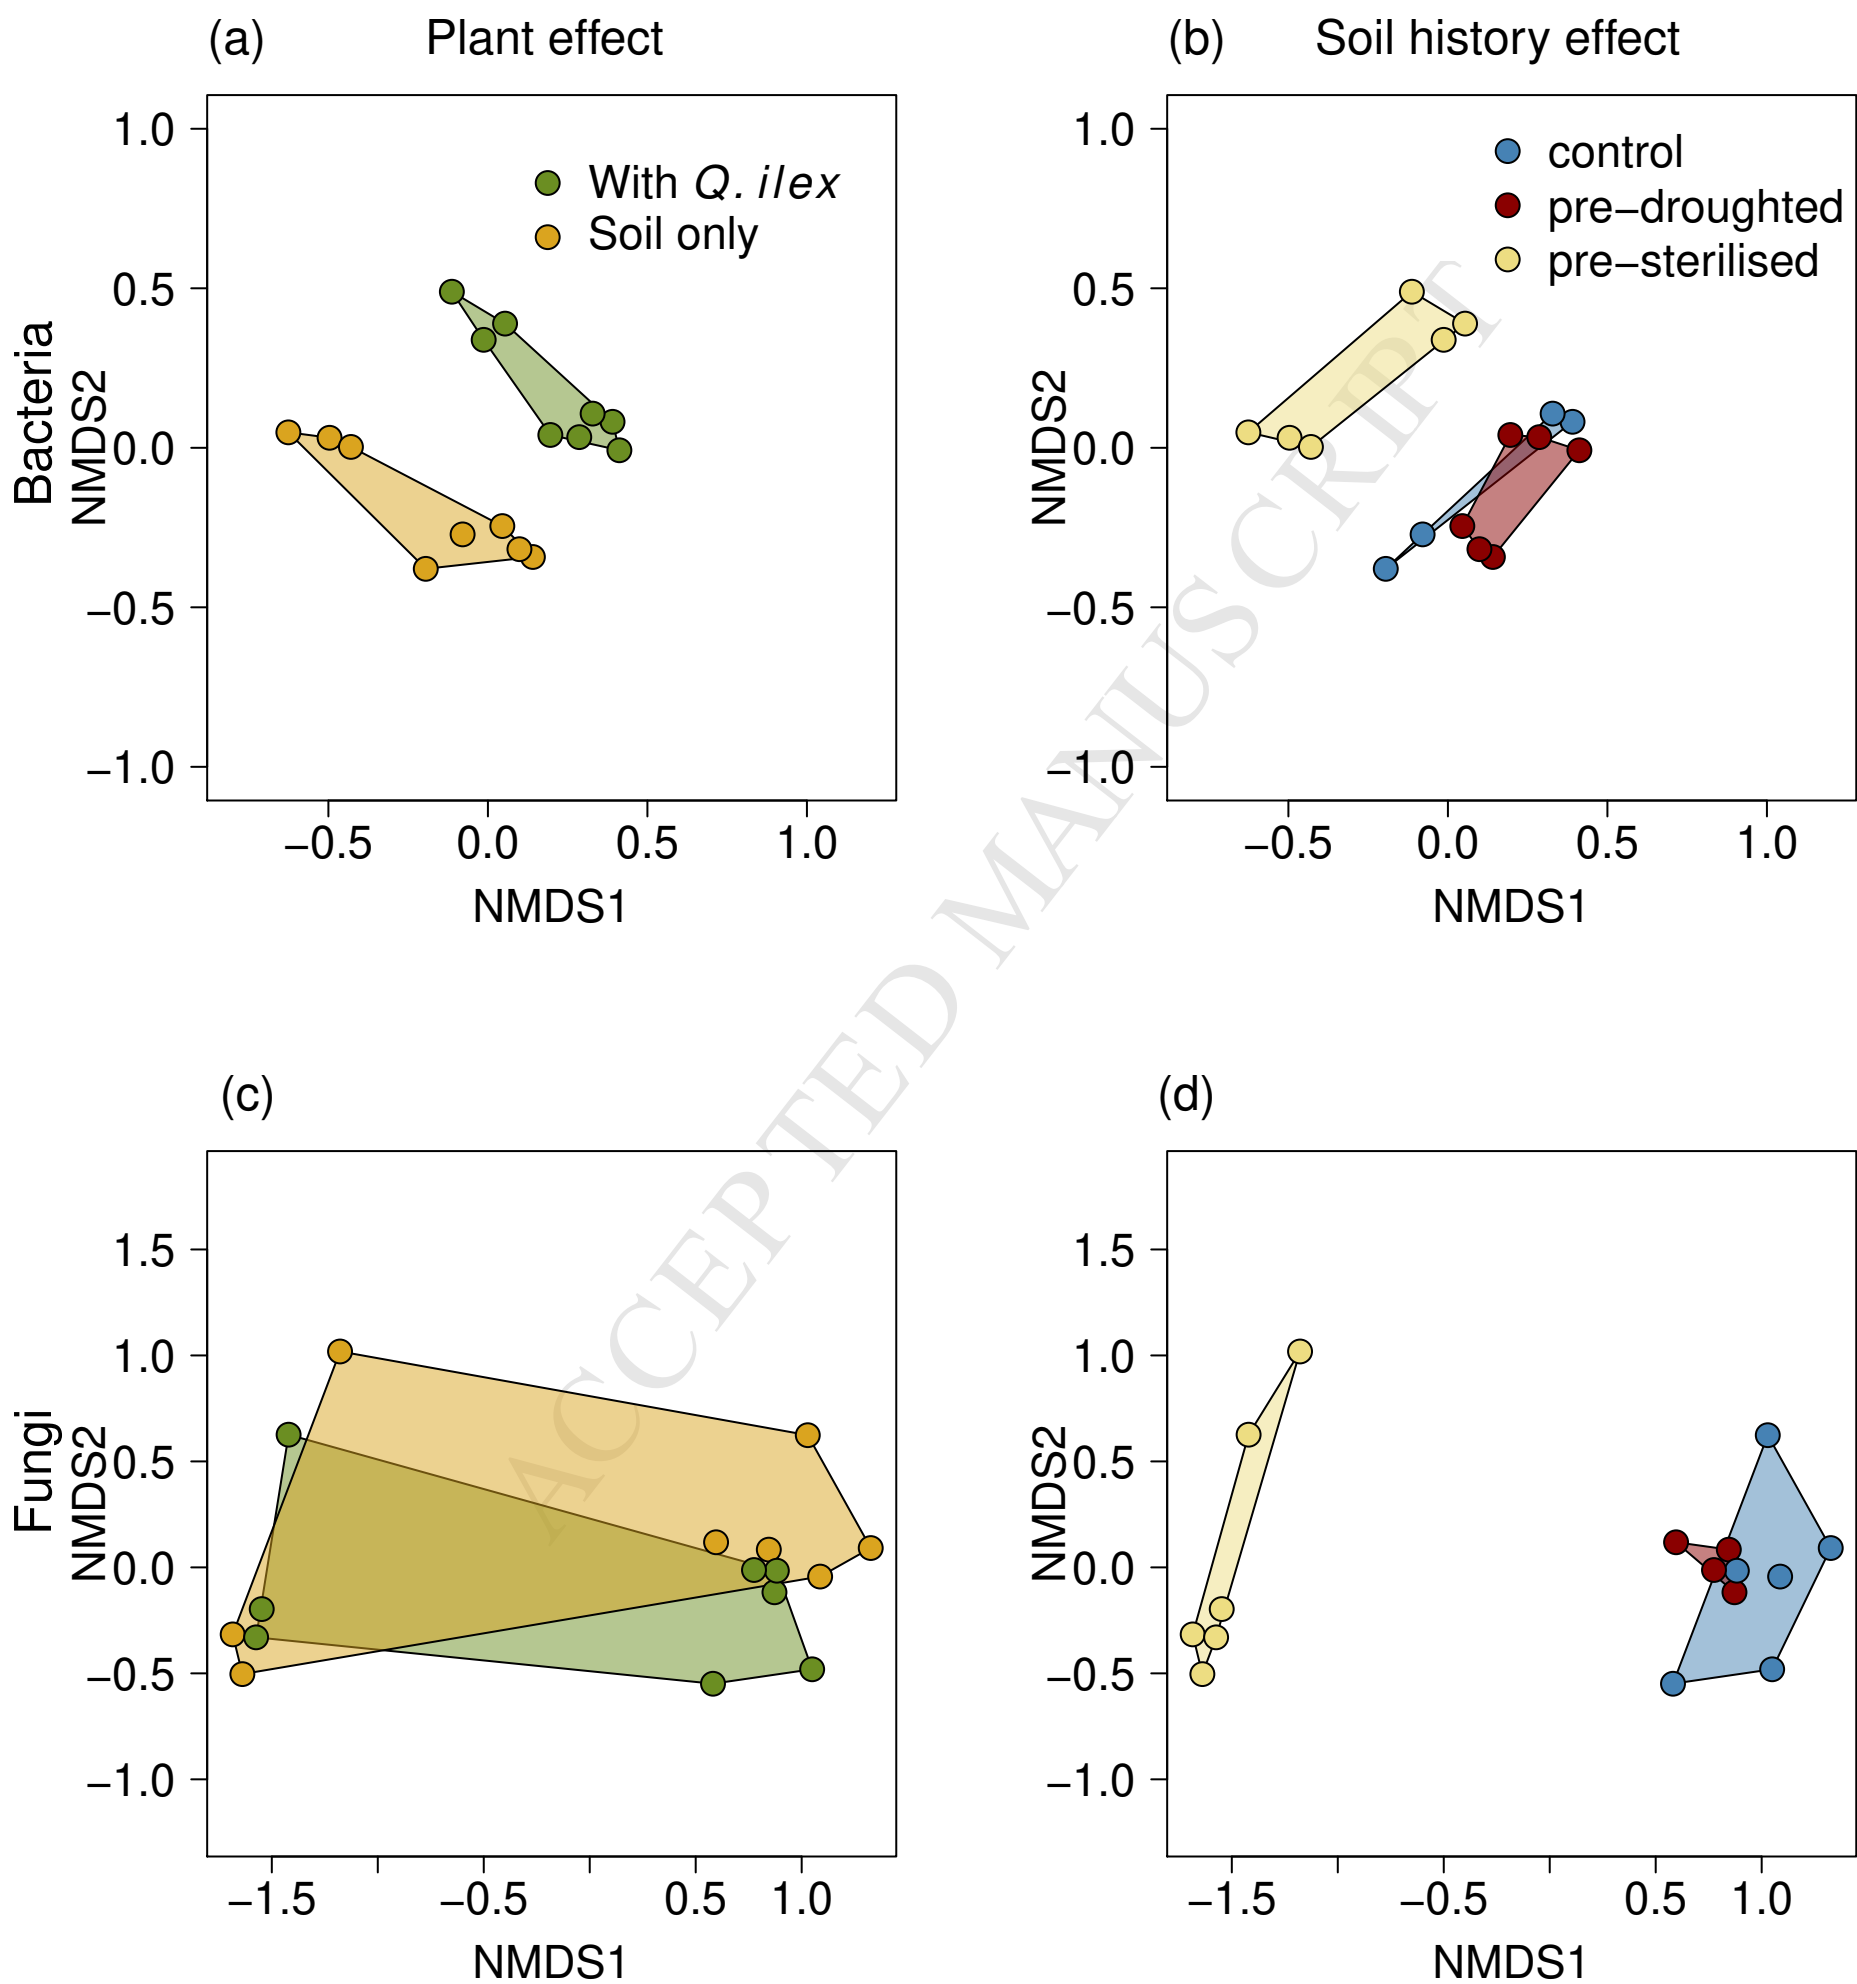 (a) Plant effect
(b) Soil history effect
1.0
0.5
0.0
−0.5
−1.0
Bacteria
NMDS2
With Q. ilex
Soil only
−0.5 0.0 0.5 1.0
NMDS1
1.0
0.5
0.0
−0.5
−1.0
NMDS2
control
pre−droughted
pre−sterilised
−0.5 0.0 0.5 1.0
NMDS1
ACCEPTED MANUSCRIPT
(c)
1.5
1.0
0.5
0.0
−0.5
−1.0
Fungi
NMDS2
−1.5 −0.5 0.5 1.0
NMDS1
(d)
1.5
1.0
0.5
0.0
−0.5
−1.0
NMDS2
−1.5 −0.5 0.5 1.0
NMDS1